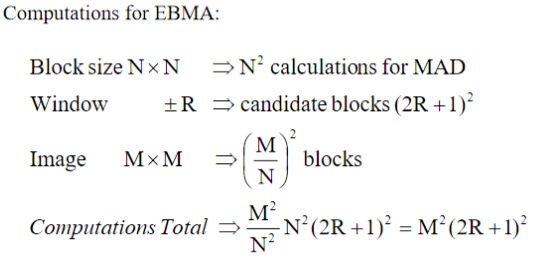 Computations for EBMA:
Block size N×N ⇒ N² calculations for MAD
Window ±R ⇒ candidate blocks (2R +1)²
Image M×M ⇒ (M/N)² blocks
Computations Total ⇒ M²/N² N²(2R +1)² = M²(2R +1)²